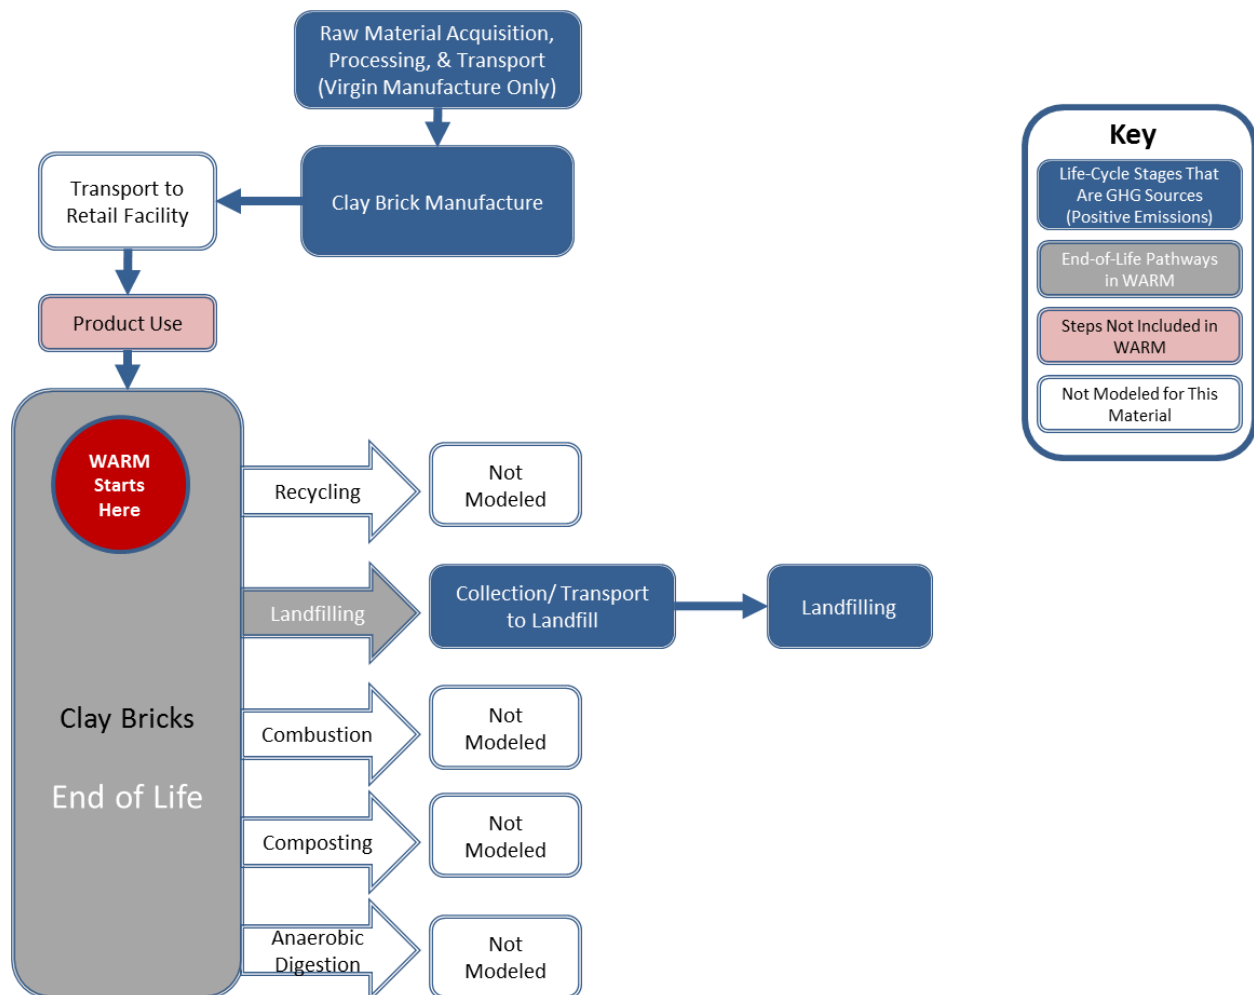 Raw Material Acquisition,
Processing, & Transport
(Virgin Manufacture Only)
Key
Life-Cycle Stages That
Are GHG Sources
(Positive Emissions)
Transport to
Retail Facility
Clay Brick Manufacture
End-of-Life Pathways
in WARM
Product Use
Steps Not Included in
WARM
Not Modeled for This
Material
WARM
Starts
Here
Recycling
Not
Modeled
Landfilling
Collection/ Transport
to Landfill
Landfilling
Clay Bricks
End of Life
Combustion
Not
Modeled
Composting
Not
Modeled
Anaerobic
Digestion
Not
Modeled